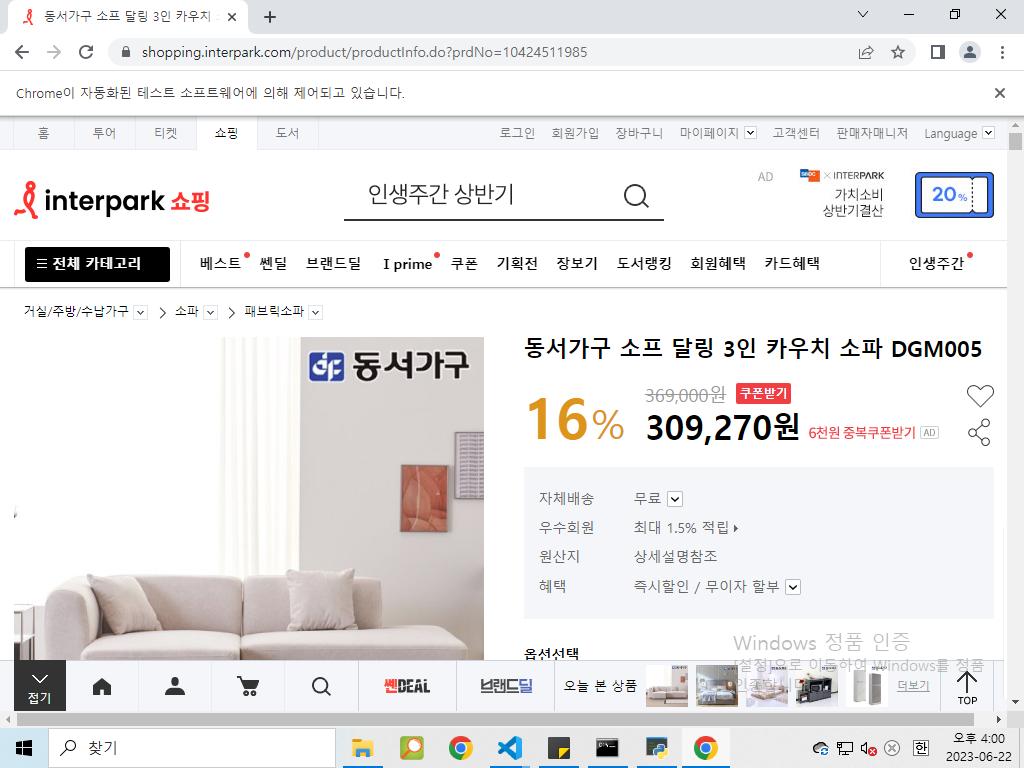 동서가구 소프 달링 3인 카우치
shopping.interpark.com/product/productInfo.do?prdNo=10424511985
Chrome이 자동화된 테스트 소프트웨어에 의해 제어되고 있습니다.
홈 투어 티켓 쇼핑 도서 로그인 회원가입 장바구니 마이페이지 고객센터 판매자매니저 Language
interpark 쇼핑 인생주간 상반기 AD
SBDC × INTERPARK
가치소비
상반기결산
20%
전체 카테고리 베스트 쎈딜 브랜드딜 I prime 쿠폰 기획전 장보기 도서랭킹 회원혜택 카드혜택 인생주간
거실/주방/수납가구 소파 패브릭소파
동서가구
동서가구 소프 달링 3인 카우치 소파 DGM005
16% 369,000원 쿠폰받기
309,270원 6천원 중복쿠폰받기 AD
자체배송 무료
우수회원 최대 1.5% 적립
원산지 상세설명참조
혜택 즉시할인 / 무이자 할부
옵션선택
Windows 정품 인증
[설정]으로 이동하여 Windows를 정품
인증합니다.
접기 쎈DEAL 브랜드딜 오늘 본 상품 더보기 TOP
찾기
한
오후 4:00
2023-06-22